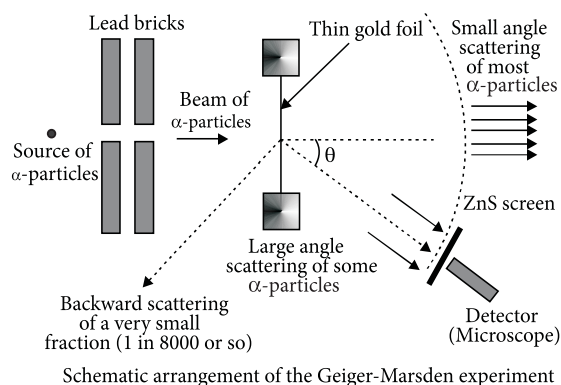 Lead bricks
Thin gold foil
Small angle
scattering
of most
α-particles
Beam of
α-particles
Source of
α-particles
θ
ZnS screen
Large angle
scattering of some
α-particles
Backward scattering
of a very small
fraction (1 in 8000 or so)
Detector
(Microscope)
Schematic arrangement of the Geiger-Marsden experiment